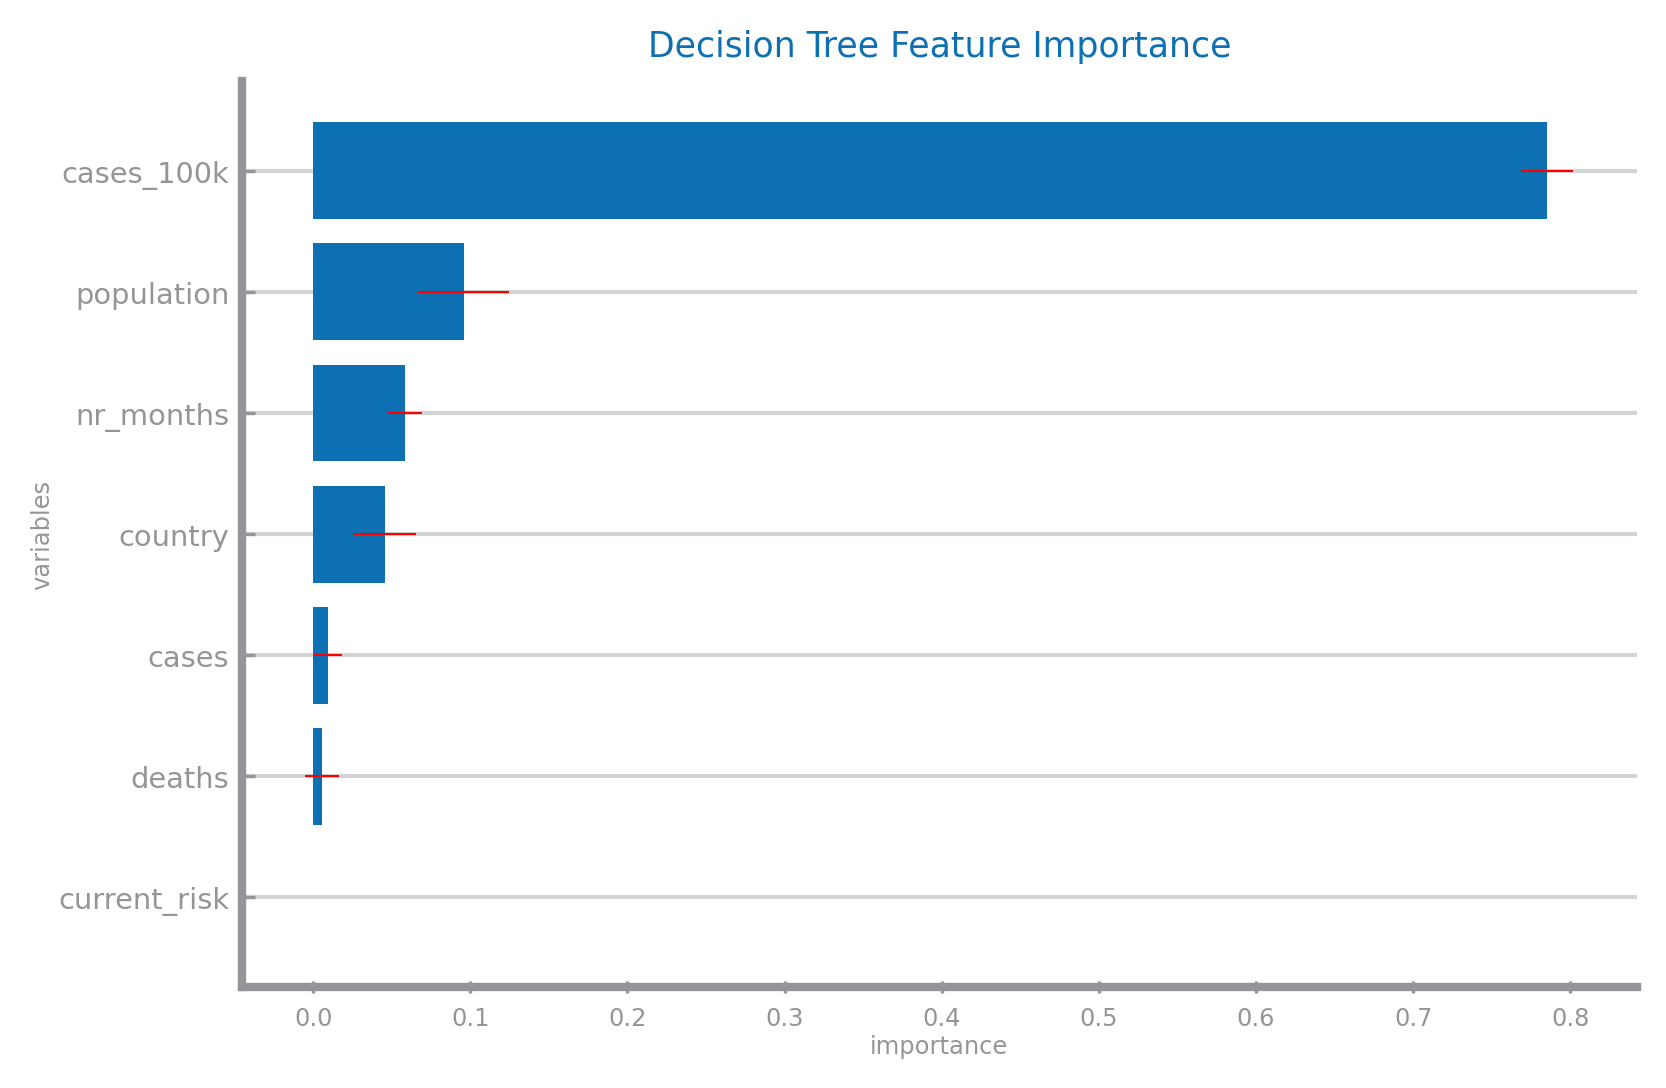 Decision Tree Feature Importance
cases_100k
population
nr_months
country
cases
deaths
current_risk
variables
0.0 0.1 0.2 0.3 0.4 0.5 0.6 0.7 0.8
importance